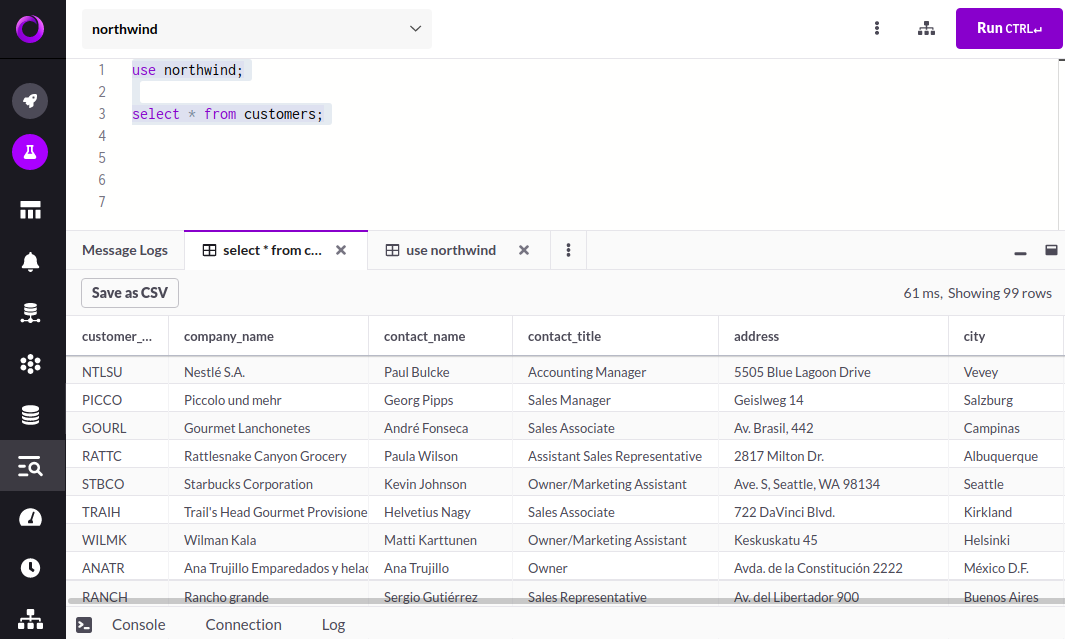 northwind
Run CTRL↵
1 use northwind;
2
3 select * from customers;
4
5
6
7
Message Logs select * from c... use northwind
Save as CSV 61 ms, Showing 99 rows
customer_... company_name contact_name contact_title address city
NTLSU Nestlé S.A. Paul Bulcke Accounting Manager 5505 Blue Lagoon Drive Vevey
PICCO Piccolo und mehr Georg Pipps Sales Manager Geislweg 14 Salzburg
GOURL Gourmet Lanchonetes André Fonseca Sales Associate Av. Brasil, 442 Campinas
RATTC Rattlesnake Canyon Grocery Paula Wilson Assistant Sales Representative 2817 Milton Dr. Albuquerque
STBCO Starbucks Corporation Kevin Johnson Owner/Marketing Assistant Ave. S, Seattle, WA 98134 Seattle
TRAIH Trail's Head Gourmet Provisione Helvetius Nagy Sales Associate 722 DaVinci Blvd. Kirkland
WILMK Wilman Kala Matti Karttunen Owner/Marketing Assistant Keskuskatu 45 Helsinki
ANATR Ana Trujillo Emparedados y helad Ana Trujillo Owner Avda. de la Constitución 2222 México D.F.
RANCH Rancho grande Sergio Gutiérrez Sales Representative Av. del Libertador 900 Buenos Aires
Console Connection Log